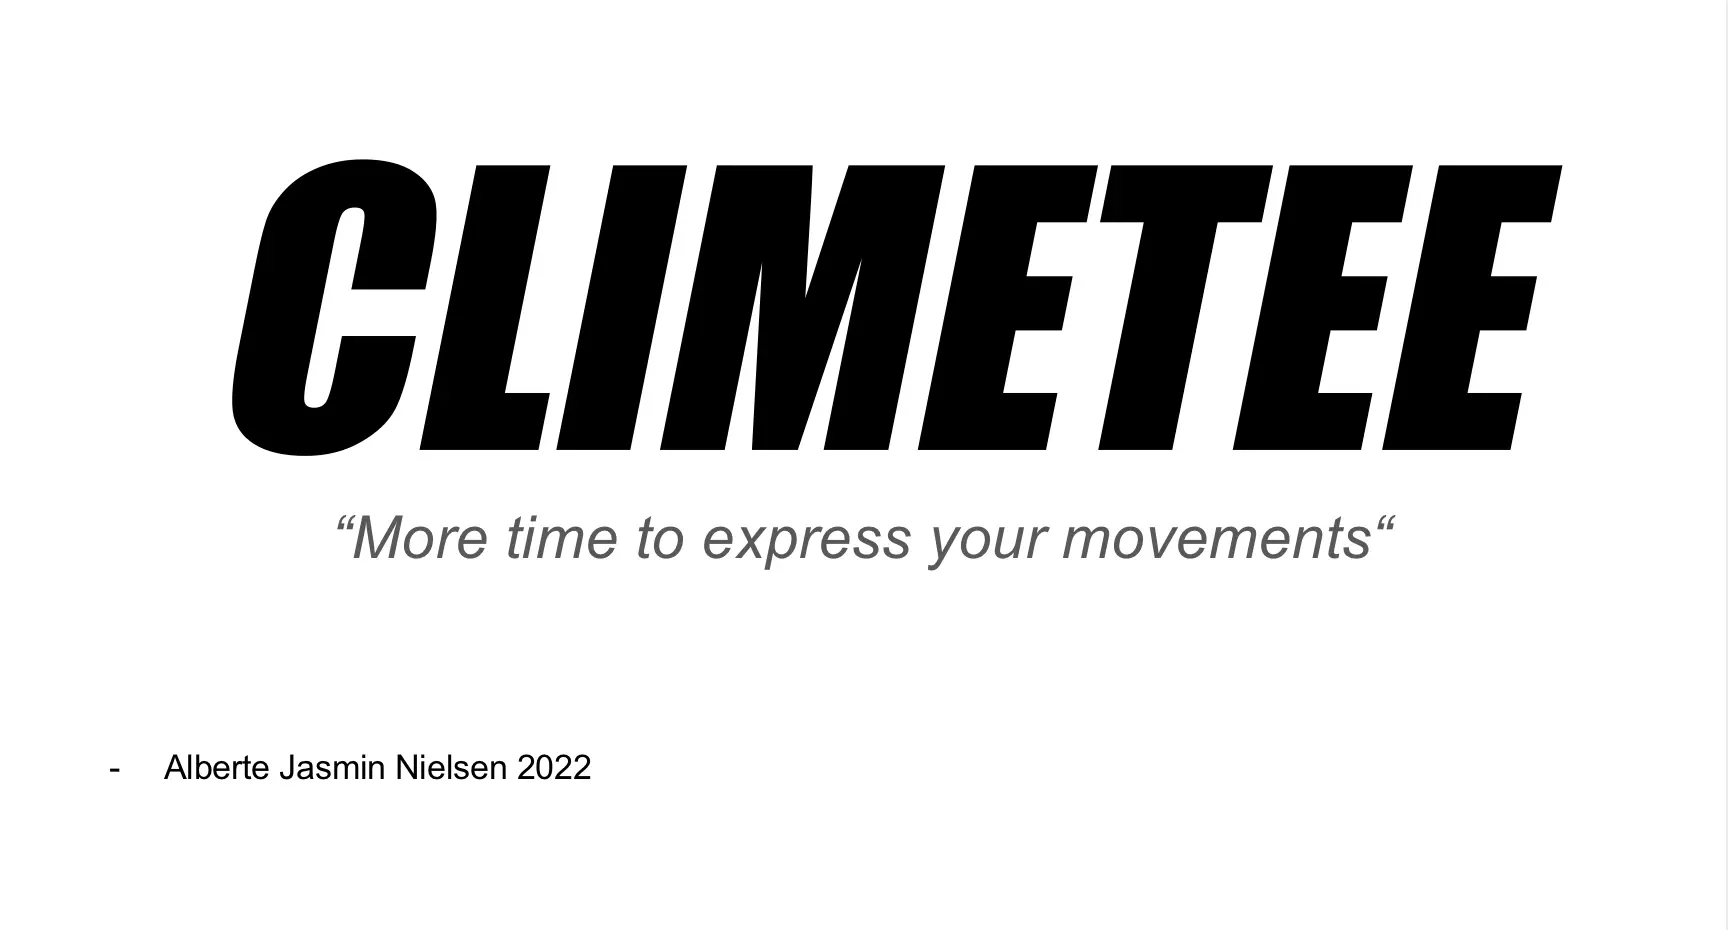 CLIMETEE
“More time to express your movements“
- Alberte Jasmin Nielsen 2022